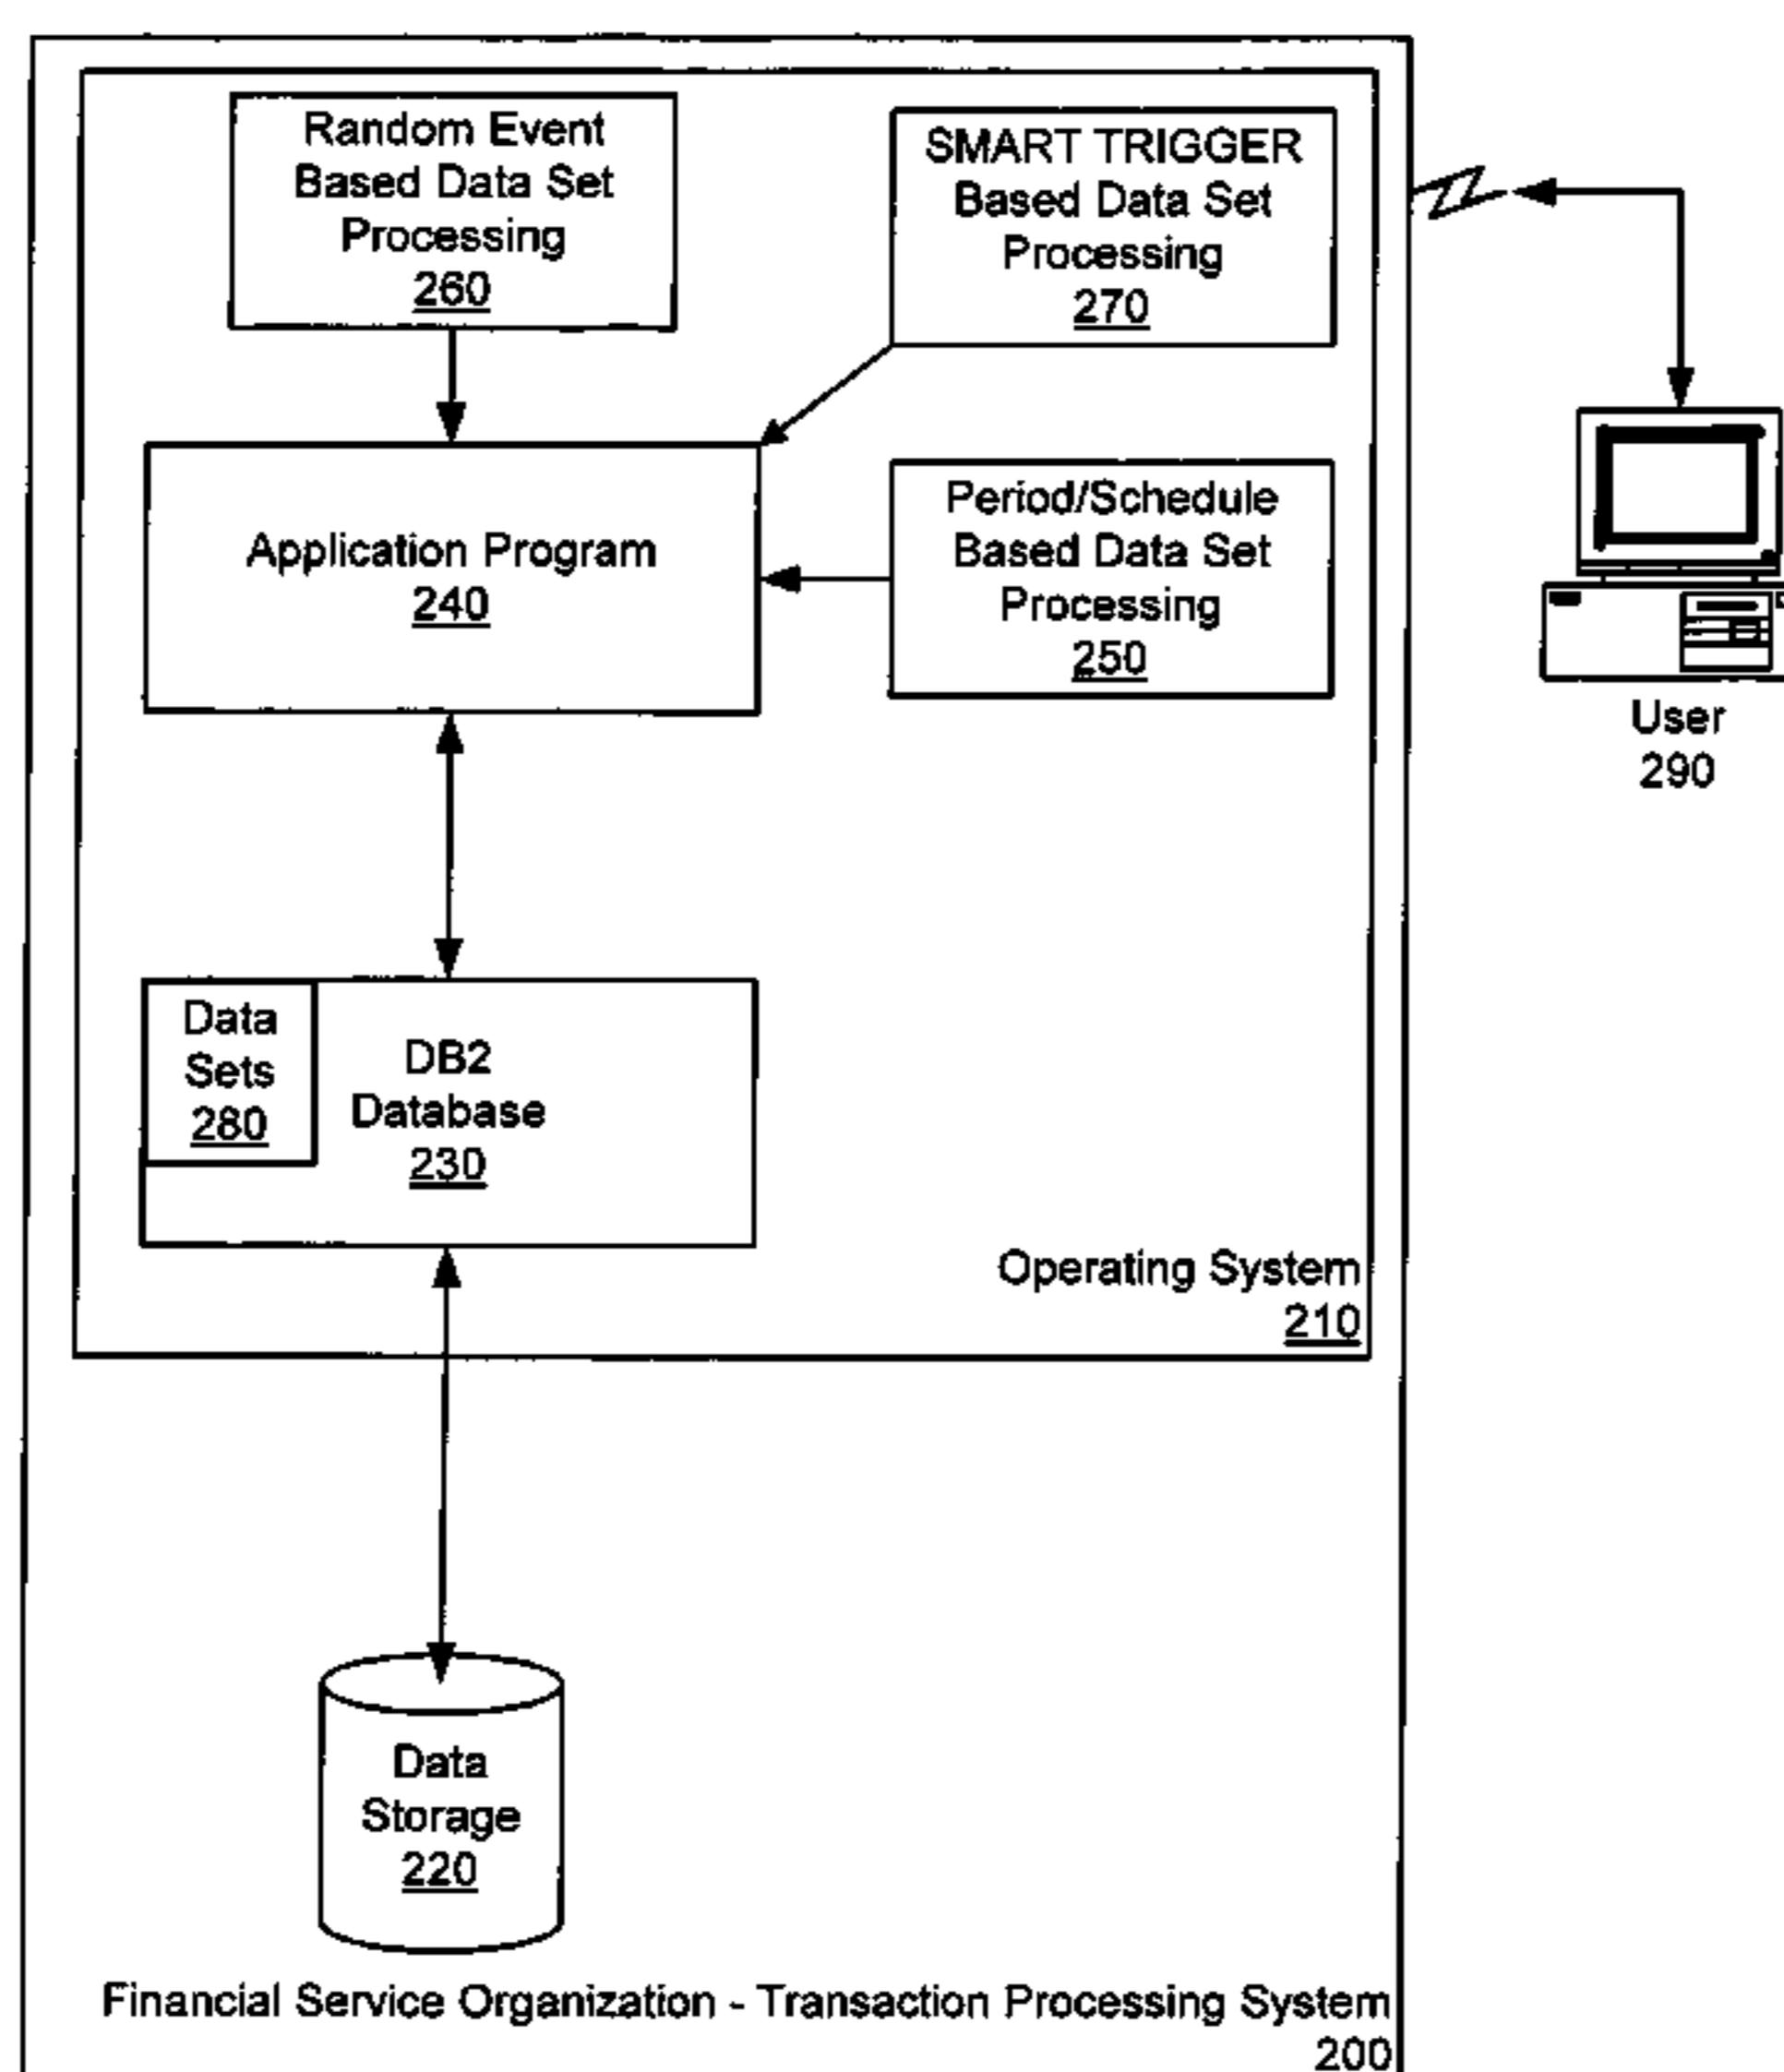 Random Event
Based Data Set
Processing
260
SMART TRIGGER
Based Data Set
Processing
270
Application Program
240
Period/Schedule
Based Data Set
Processing
250
User
290
Data
Sets
280
DB2
Database
230
Operating System
210
Data
Storage
220
Financial Service Organization - Transaction Processing System
200